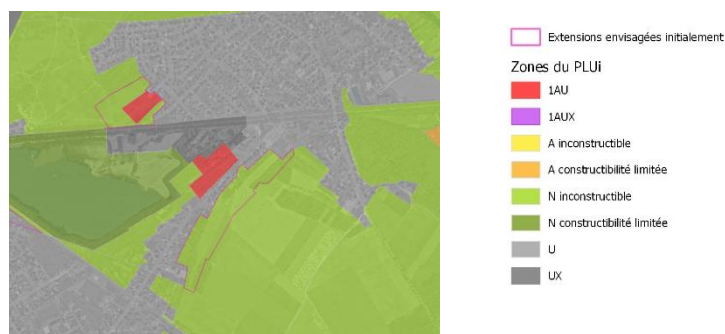 Extensions envisagées initialement
Zones du PLUi
1AU
1AUX
A inconstructible
A constructibilité limitée
N inconstructible
N constructibilité limitée
U
UX